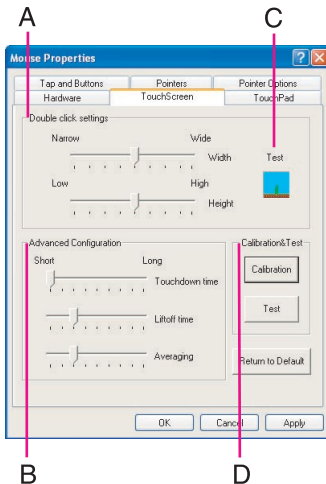 A
C
Mouse Properties
Tap and Buttons Pointers Pointer Options
Hardware TouchScreen TouchPad
Double click settings
Narrow Wide
Width Test
Low High
Height
Advanced Configuration Calibration&Test
Short Long
Touchdown time Calibration
Liftoff time Test
Averaging Return to Default
OK Cancel Apply
B D